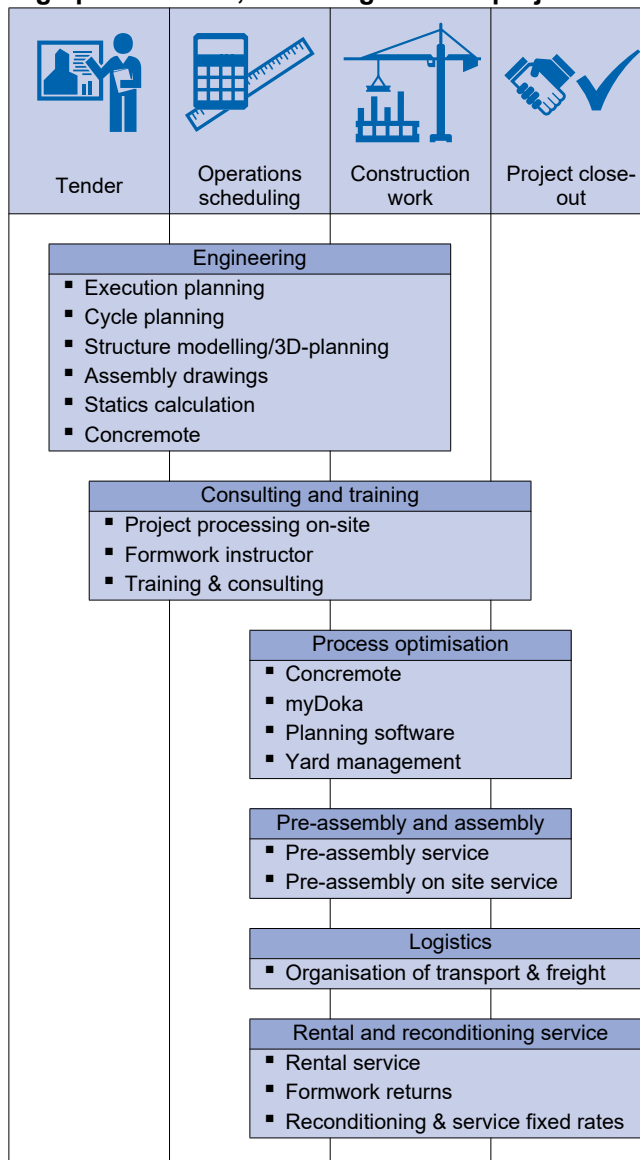 Tender
Operations
scheduling
Construction
work
Project close-
out
Engineering
▪ Execution planning
▪ Cycle planning
▪ Structure modelling/3D-planning
▪ Assembly drawings
▪ Statics calculation
▪ Concremote
Consulting and training
▪ Project processing on-site
▪ Formwork instructor
▪ Training & consulting
Process optimisation
▪ Concremote
▪ myDoka
▪ Planning software
▪ Yard management
Pre-assembly and assembly
▪ Pre-assembly service
▪ Pre-assembly on site service
Logistics
▪ Organisation of transport & freight
Rental and reconditioning service
▪ Rental service
▪ Formwork returns
▪ Reconditioning & service fixed rates